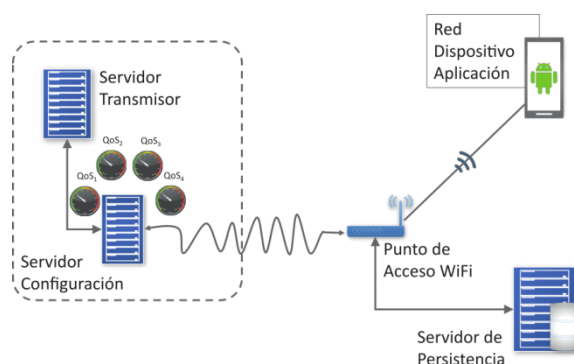 Red
Dispositivo
Aplicación
Servidor
Transmisor
QoS₂
QoS₃
QoS₁
QoS₄
Servidor
Configuración
Punto de
Acceso WiFi
Servidor de
Persistencia